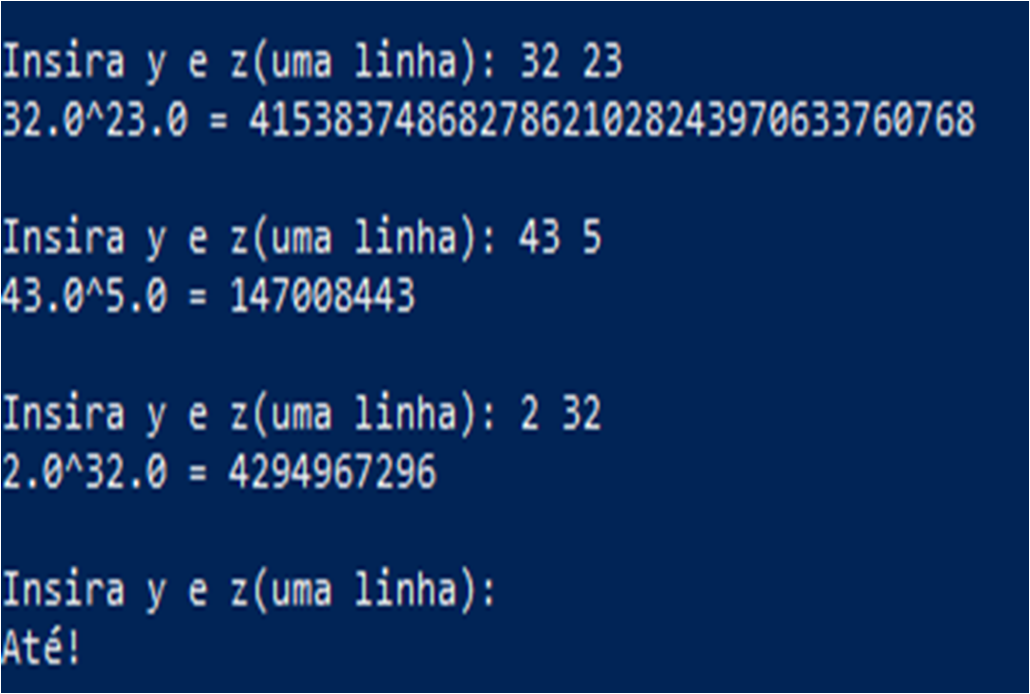 Insira y e z(uma linha): 32 23
32.0^23.0 = 41538374868278621028243970633760768
Insira y e z(uma linha): 43 5
43.0^5.0 = 147008443
Insira y e z(uma linha): 2 32
2.0^32.0 = 4294967296
Insira y e z(uma linha):
Até!